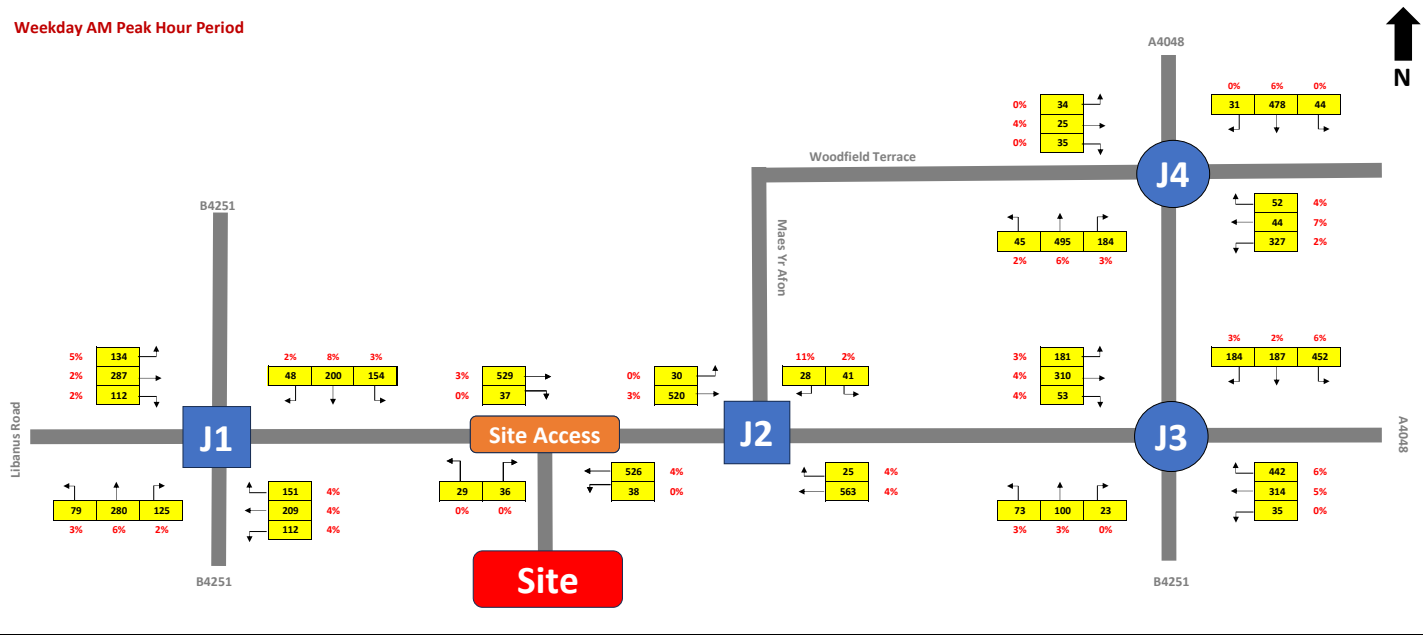 Weekday AM Peak Hour Period
N
A4048
0% 6% 0%
31 478 44
0% 34
4% 25
0% 35
Woodfield Terrace
J4
52 4%
44 7%
327 2%
45 495 184
2% 6% 3%
Maes Yr Afon
B4251
5% 134
2% 287
2% 112
2% 8% 3%
48 200 154
3% 529
0% 37
0% 30
3% 520
11% 2%
28 41
3% 181
4% 310
4% 53
3% 2% 6%
184 187 452
Libanus Road
J1
Site Access
J2
J3
A4048
79 280 125
3% 6% 2%
151 4%
209 4%
112 4%
29 36
0% 0%
526 4%
38 0%
25 4%
563 4%
73 100 23
3% 3% 0%
442 6%
314 5%
35 0%
B4251
Site
B4251